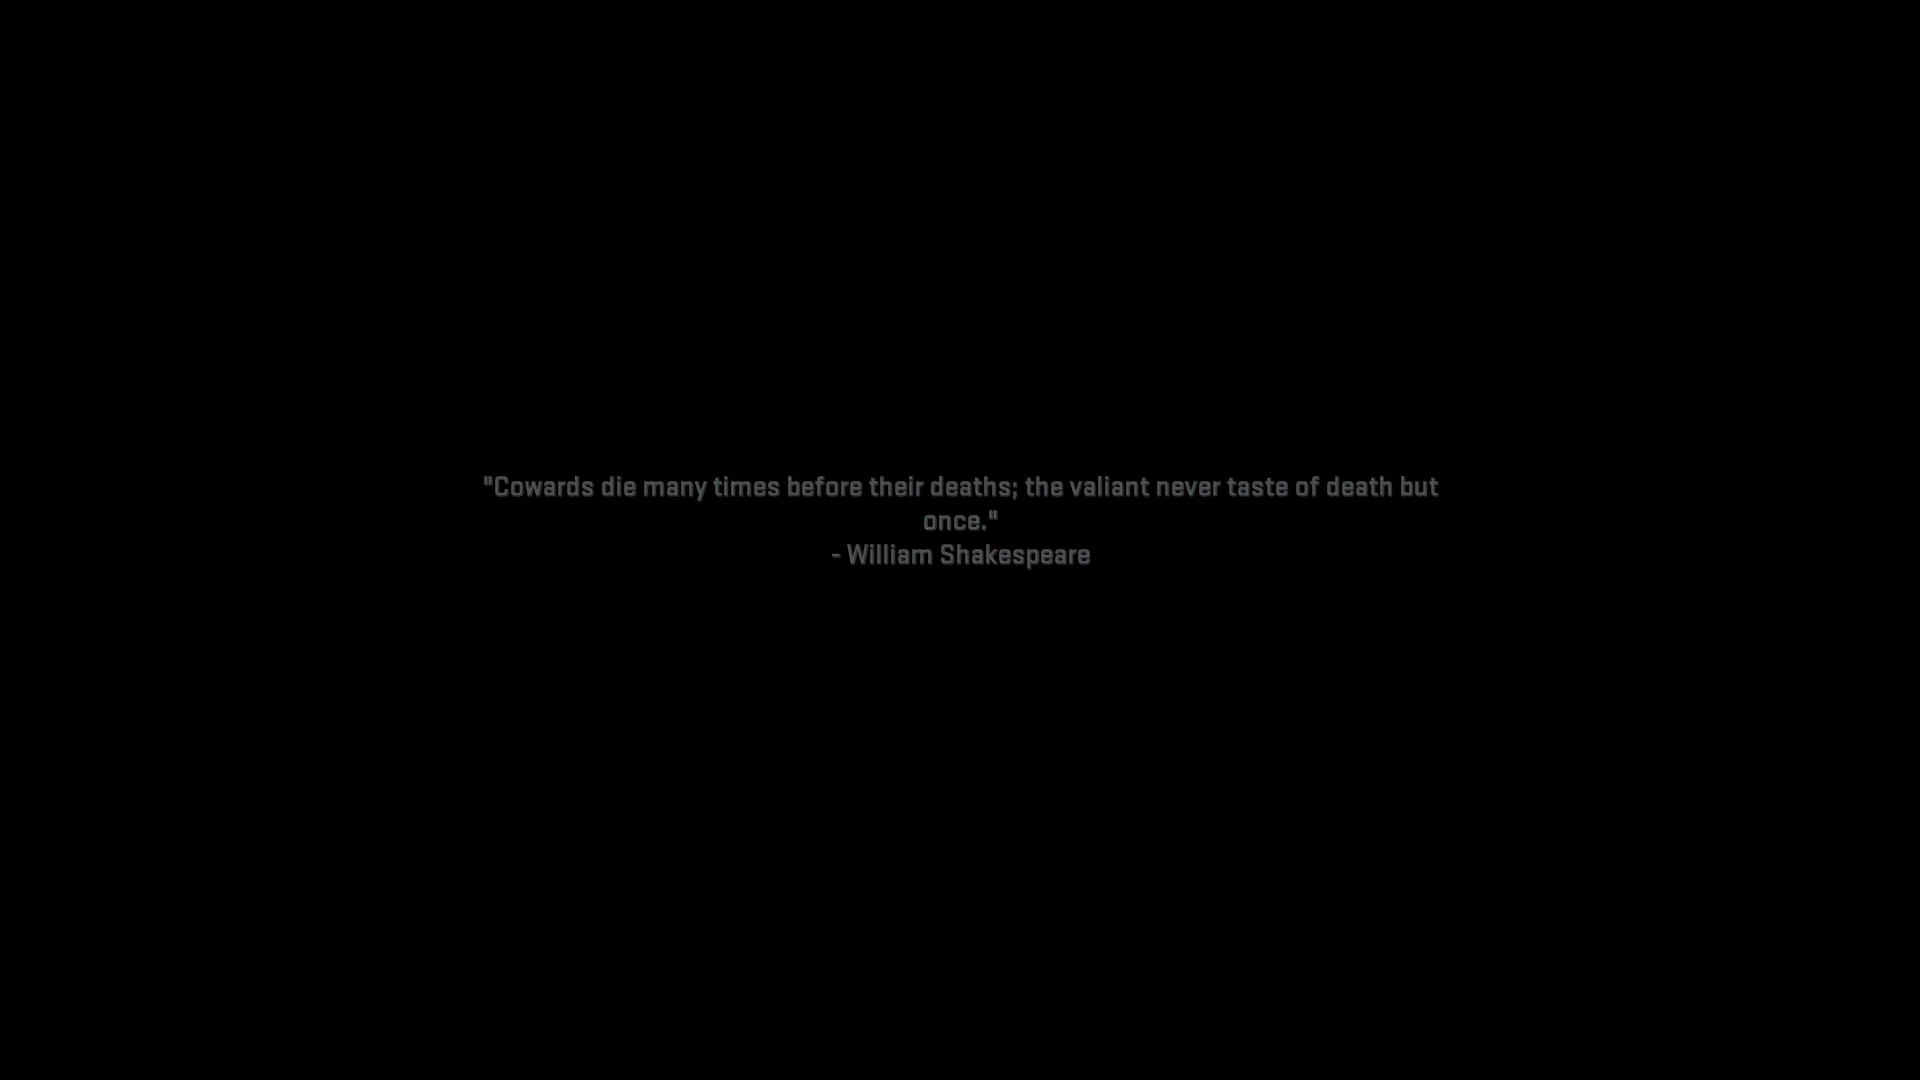 "Cowards die many times before their deaths; the valiant never taste of death but
once."
- William Shakespeare